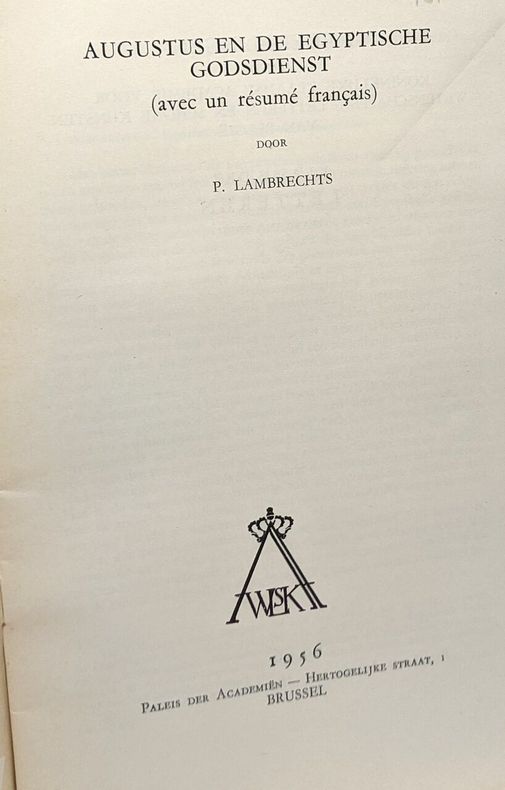 AUGUSTUS EN DE EGYPTISCHE
GODSDIENST
(avec un résumé français)
DOOR
P. LAMBRECHTS
AWLSK
1956
PALEIS DER ACADEMIËN — HERTOGELIJKE STRAAT, 1
BRUSSEL